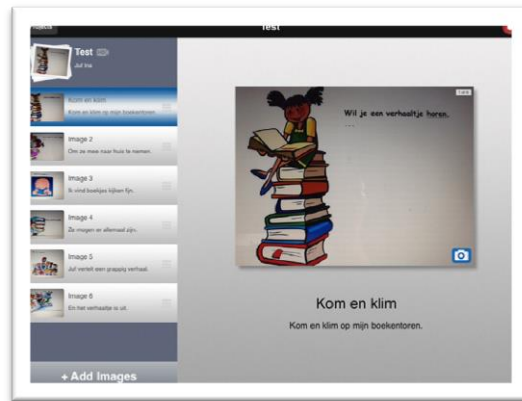 Test
Test
Juf Ina
Kom en klim
Kom en klim op mijn boekentoren.
Image 2
Om ze mee naar huis te nemen.
Image 3
Ik vind boekjes kijken fijn.
Image 4
Ze mogen er allemaal zijn.
Image 5
Juf vertelt een grappig verhaal.
Image 6
En het verhaaltje is uit.
+ Add Images
Wil je een verhaaltje horen.
...
Kom en klim
Kom en klim op mijn boekentoren.